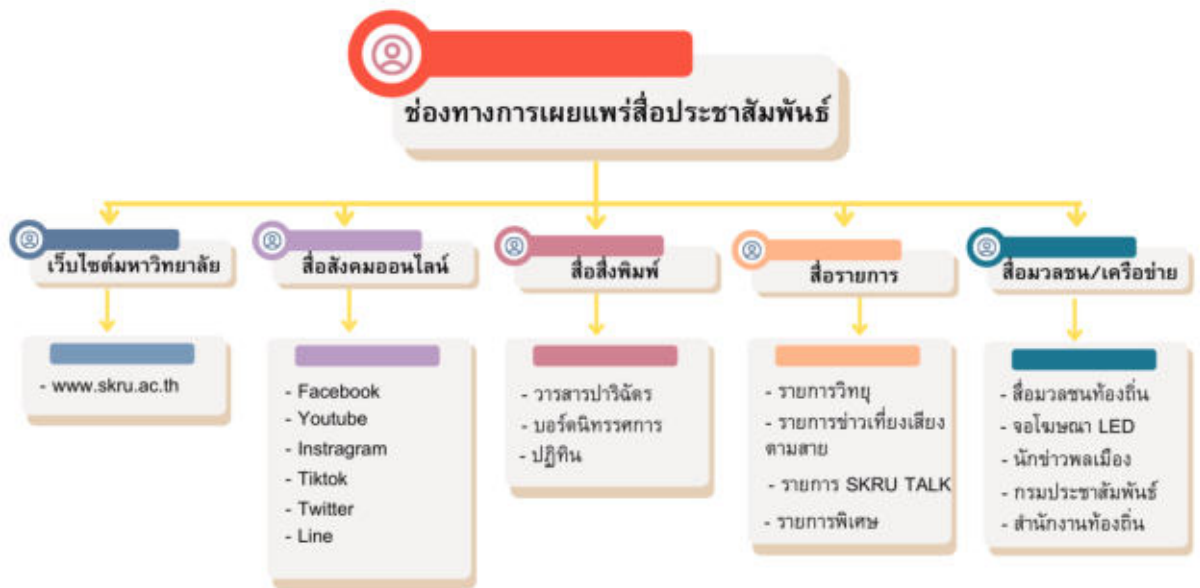 ช่องทางการเผยแพร่สื่อประชาสัมพันธ์
เว็บไซต์มหาวิทยาลัย
- www.skru.ac.th
สื่อสังคมออนไลน์
- Facebook
- Youtube
- Instragram
- Tiktok
- Twitter
- Line
สื่อสิ่งพิมพ์
- วารสารปาริฉัตร
- บอร์ดนิทรรศการ
- ปฏิทิน
สื่อรายการ
- รายการวิทยุ
- รายการข่าวเที่ยงเสียง
ตามสาย
- รายการ SKRU TALK
- รายการพิเศษ
สื่อมวลชน/เครือข่าย
- สื่อมวลชนท้องถิ่น
- จอโฆษณา LED
- นักข่าวพลเมือง
- กรมประชาสัมพันธ์
- สำนักงานท้องถิ่น